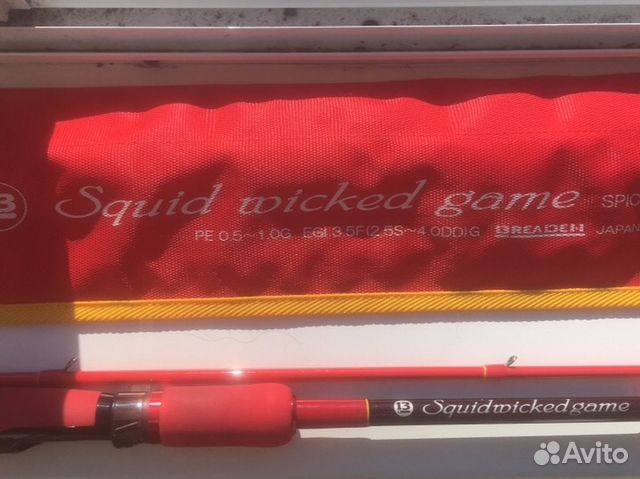 B Squid wicked game SPIC
PE 0.5~1.0G EGI 3.5F(2.5S~4.0DD)G BREADEN JAPAN
B Squidwickedgame
Avito